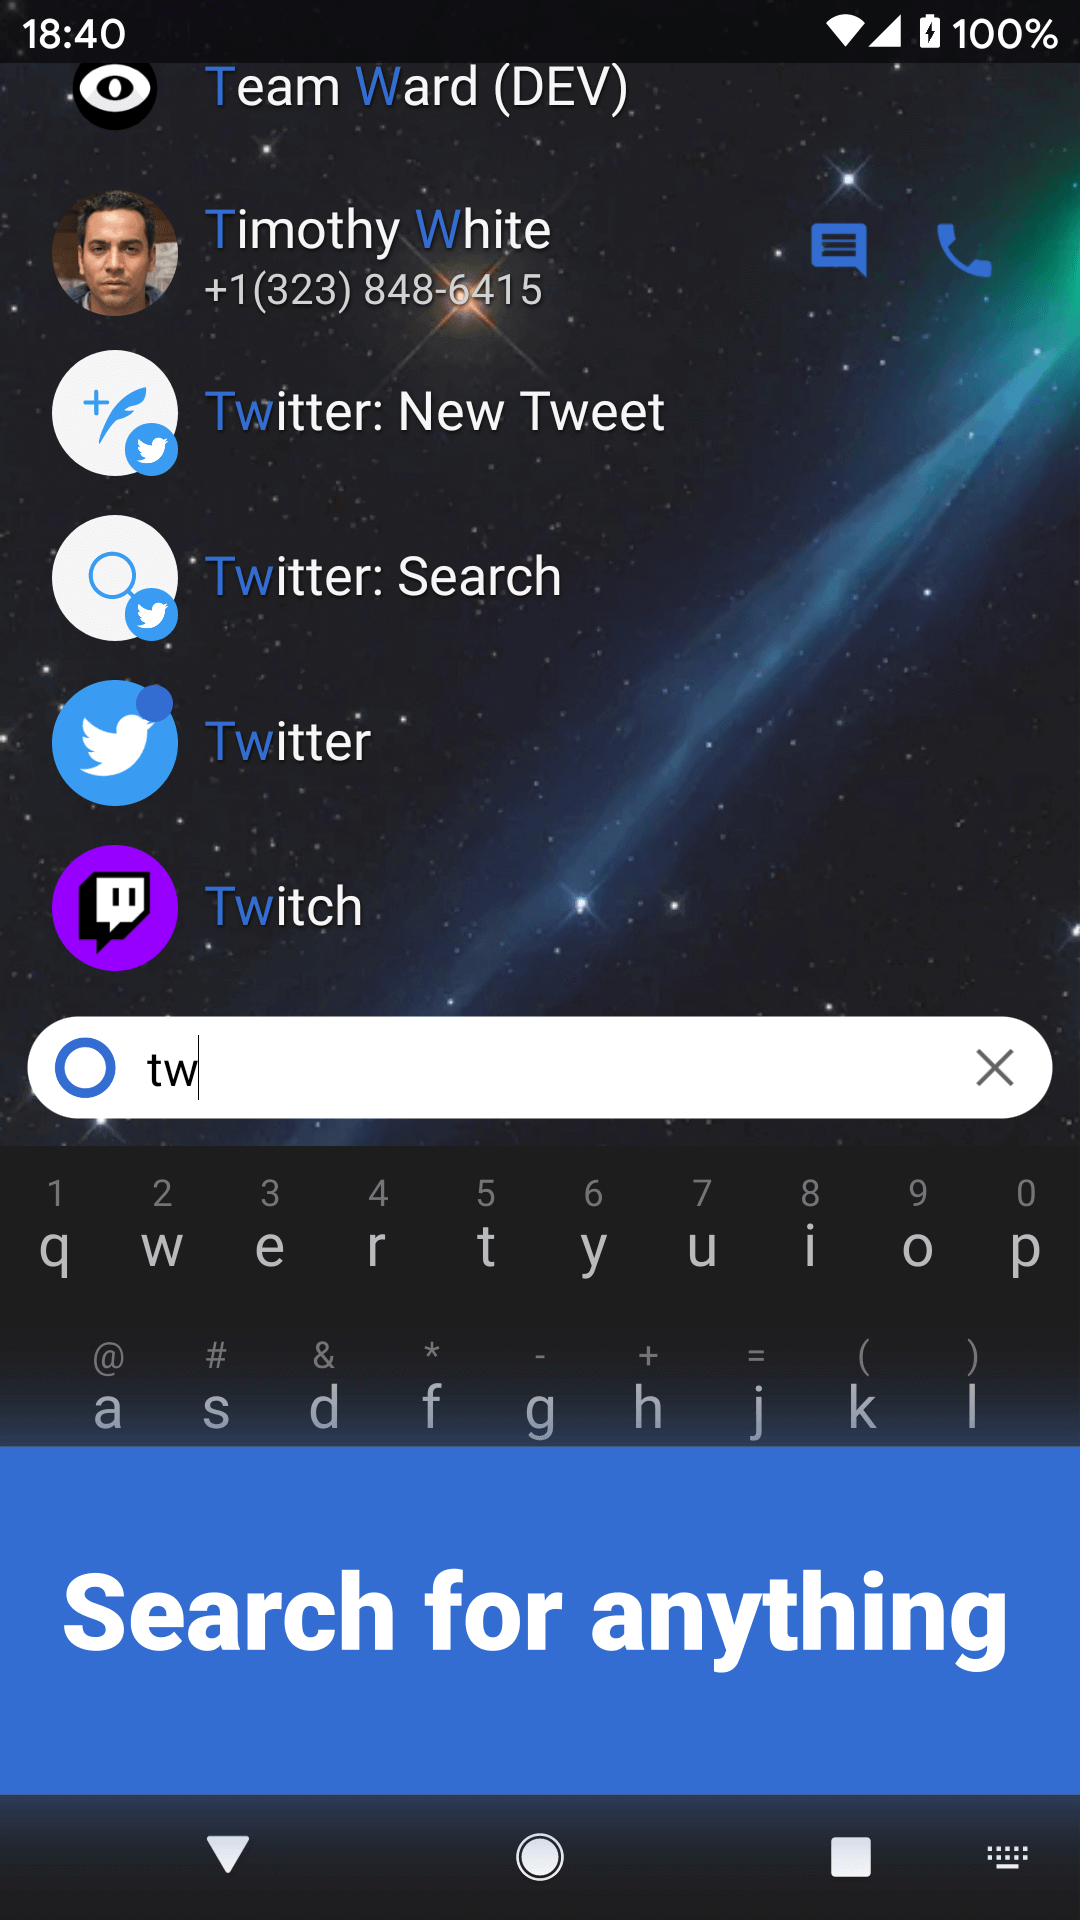 18:40 100%
Team Ward (DEV)
Timothy White
+1(323) 848-6415
Twitter: New Tweet
Twitter: Search
Twitter
Twitch
tw
1 2 3 4 5 6 7 8 9 0
q w e r t y u i o p
@ # & * - + = ( )
a s d f g h j k l
Search for anything